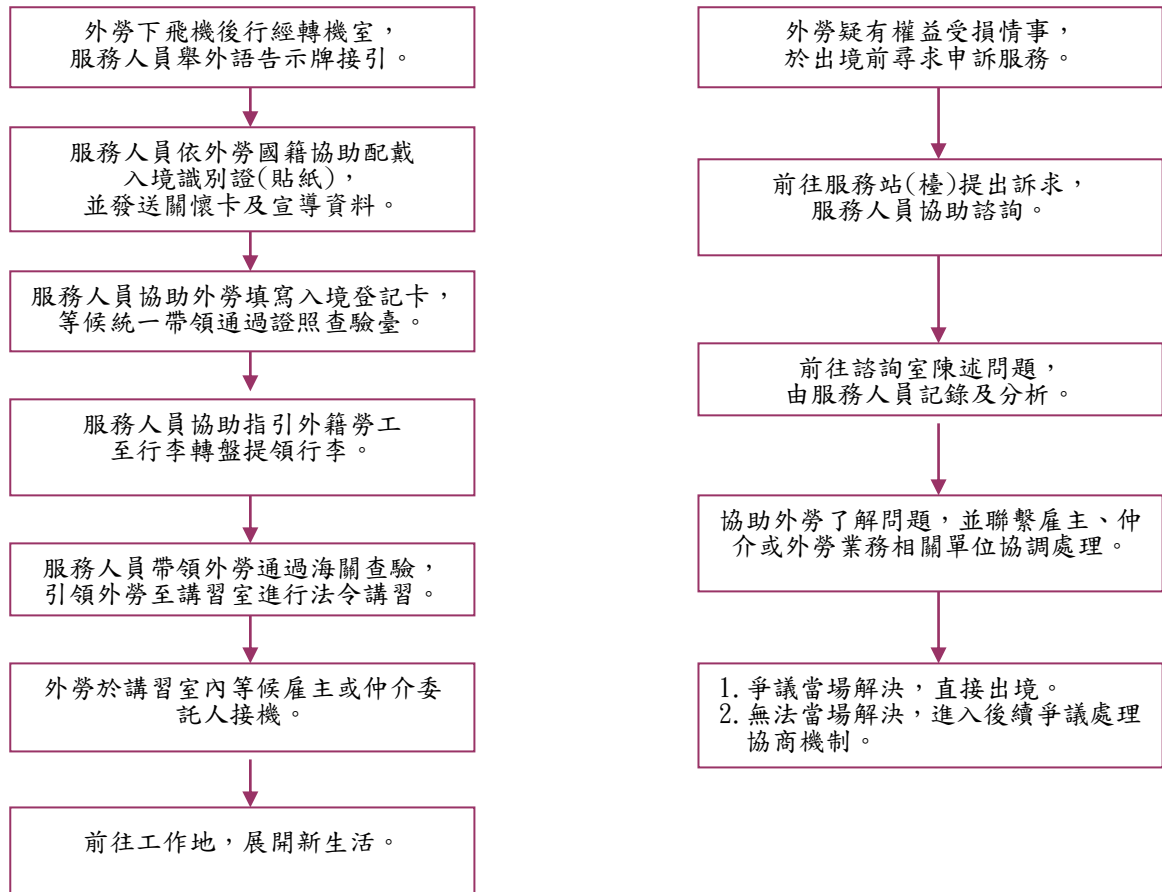 外勞下飛機後行經轉機室，
服務人員舉外語告示牌接引。
服務人員依外勞國籍協助配戴
入境識別證(貼紙)，
並發送關懷卡及宣導資料。
服務人員協助外勞填寫入境登記卡，
等候統一帶領通過證照查驗臺。
服務人員協助指引外籍勞工
至行李轉盤提領行李。
服務人員帶領外勞通過海關查驗，
引領外勞至講習室進行法令講習。
外勞於講習室內等候雇主或仲介委
託人接機。
前往工作地，展開新生活。
外勞疑有權益受損情事，
於出境前尋求申訴服務。
前往服務站(檯)提出訴求，
服務人員協助諮詢。
前往諮詢室陳述問題，
由服務人員記錄及分析。
協助外勞了解問題，並聯繫雇主、仲
介或外勞業務相關單位協調處理。
1. 爭議當場解決，直接出境。
2. 無法當場解決，進入後續爭議處理
協商機制。